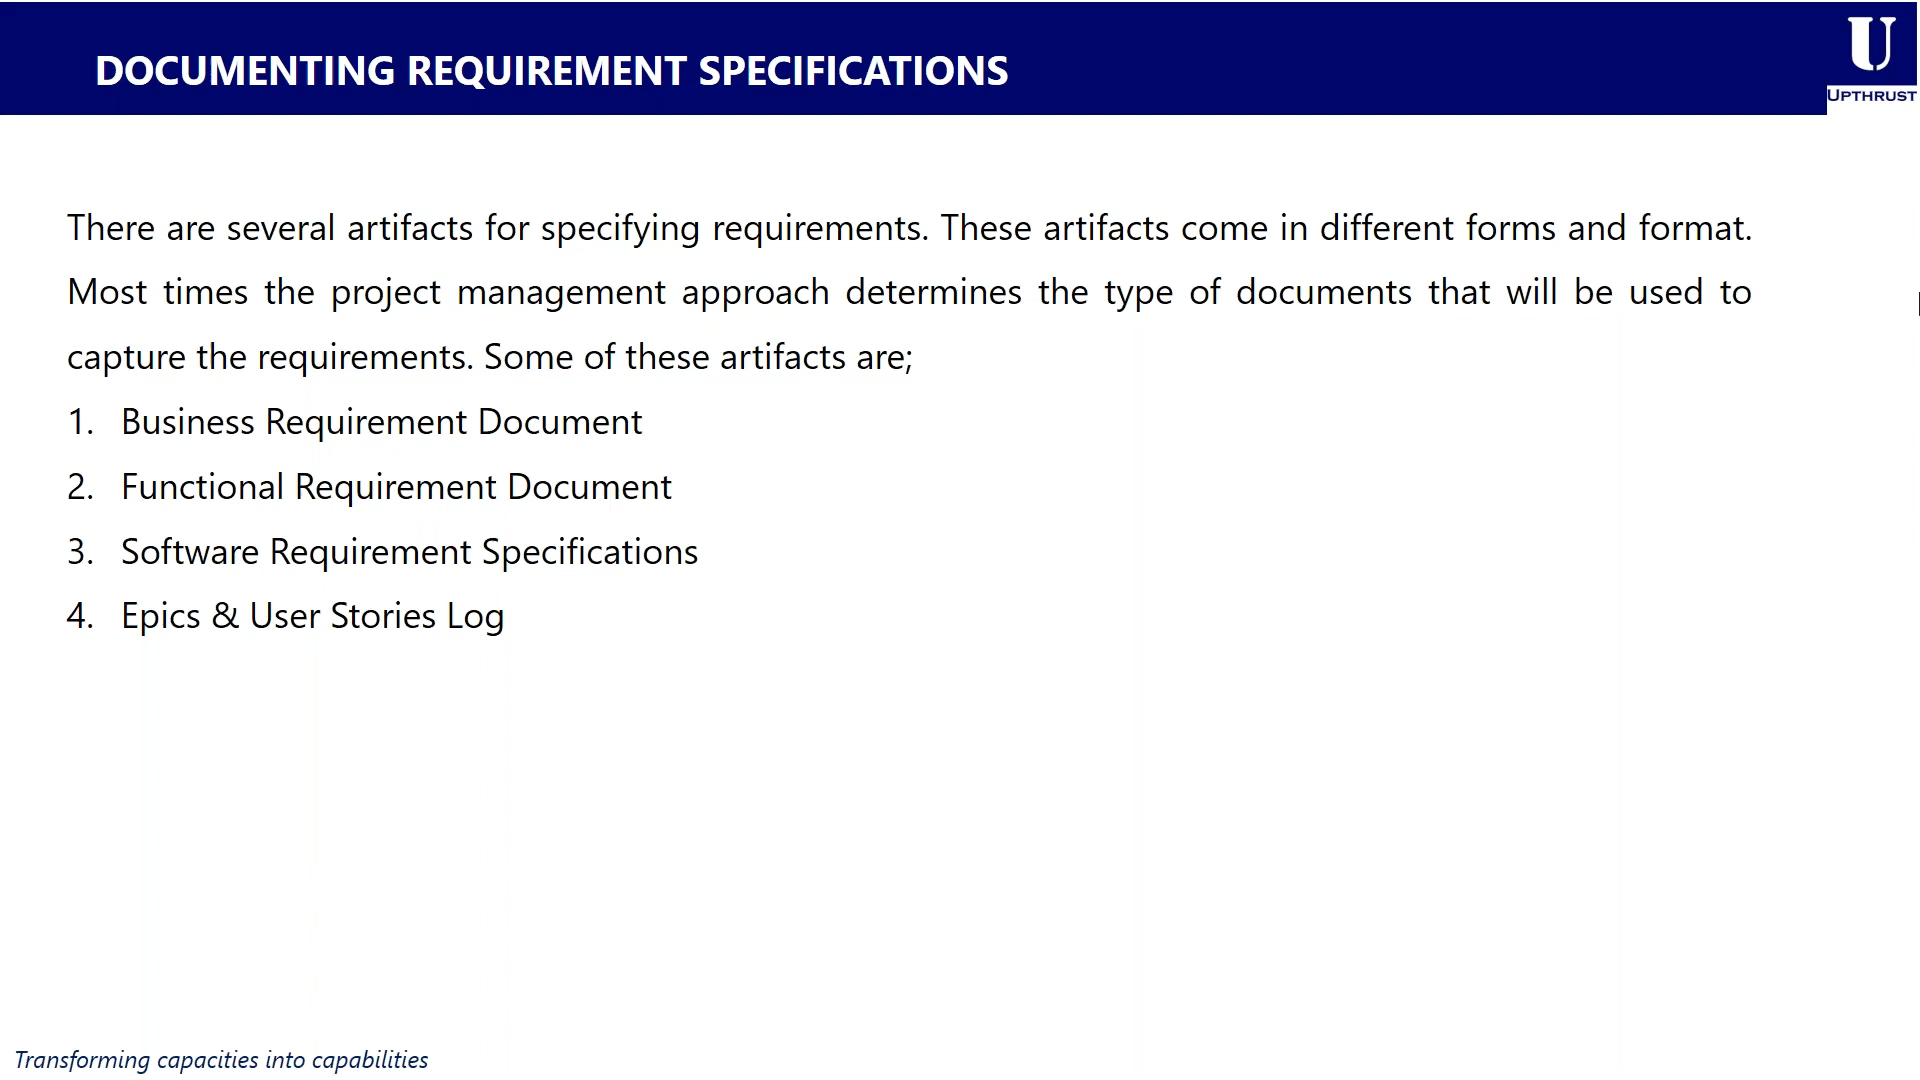 DOCUMENTING REQUIREMENT SPECIFICATIONS
U
UPTHRUST
There are several artifacts for specifying requirements. These artifacts come in different forms and format.
Most times the project management approach determines the type of documents that will be used to
capture the requirements. Some of these artifacts are;
1. Business Requirement Document
2. Functional Requirement Document
3. Software Requirement Specifications
4. Epics & User Stories Log
Transforming capacities into capabilities